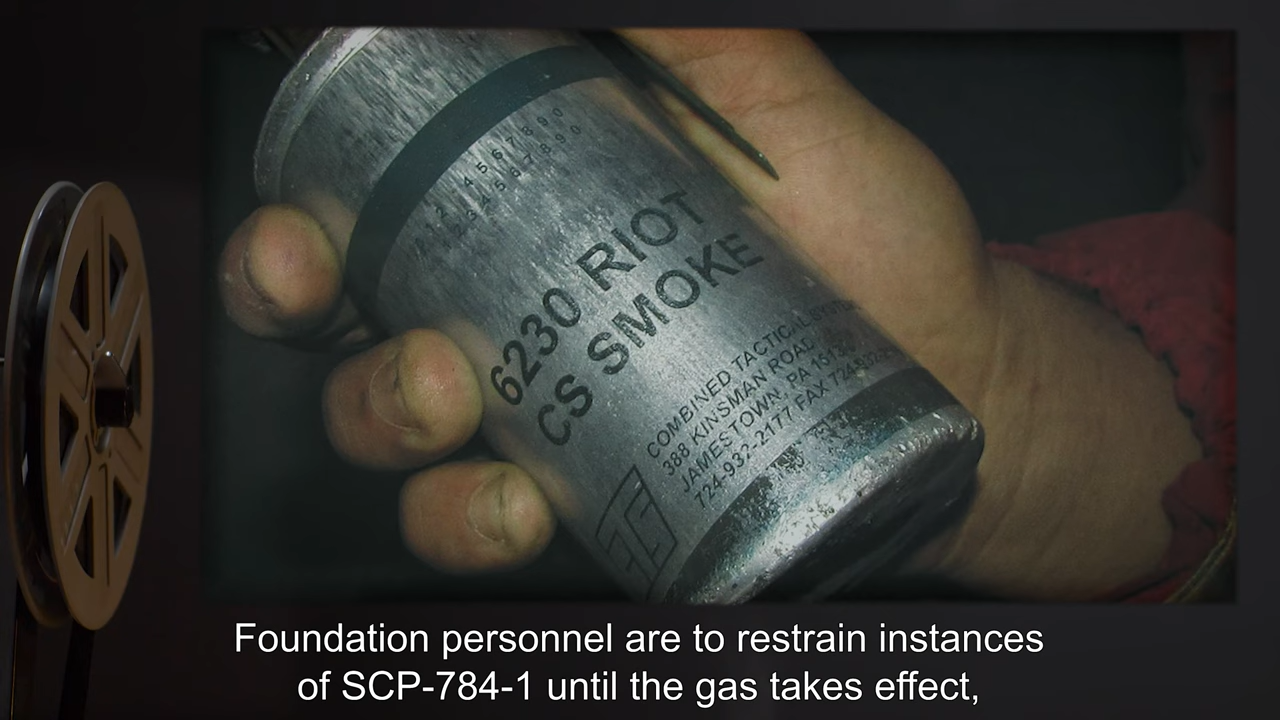 6230 RIOT
CS SMOKE
COMBINED TACTICAL
388 KINSMAN ROAD
JAMESTOWN, PA
724-932-2177 FAX
Foundation personnel are to restrain instances
of SCP-784-1 until the gas takes effect,